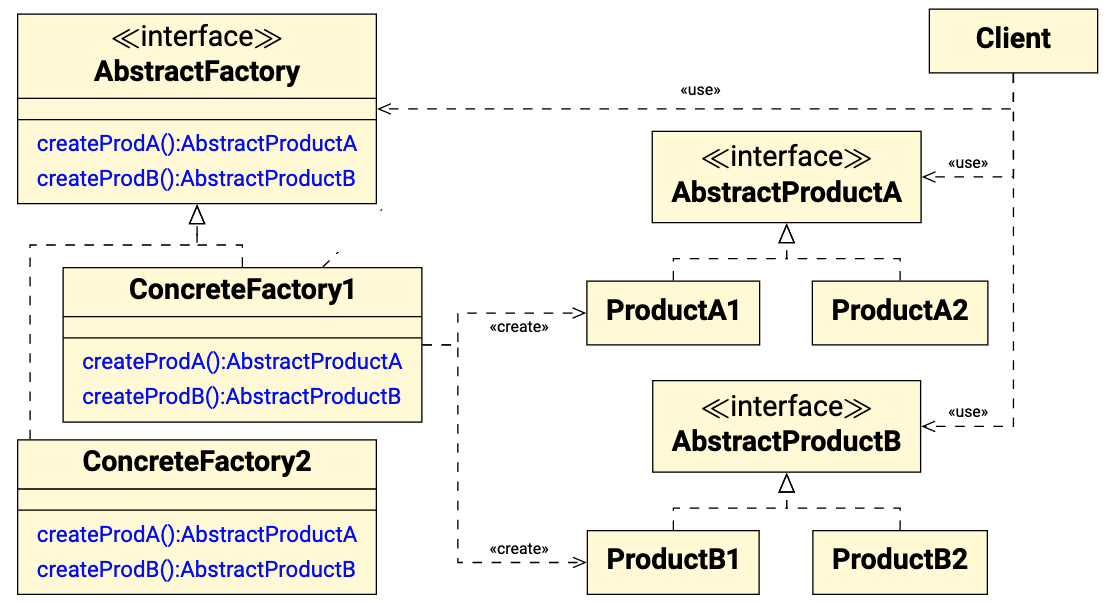 ≪interface≫
AbstractFactory
createProdA():AbstractProductA
createProdB():AbstractProductB
Client
«use»
≪interface≫
AbstractProductA
«use»
ConcreteFactory1
createProdA():AbstractProductA
createProdB():AbstractProductB
«create»
ProductA1
ProductA2
≪interface≫
AbstractProductB
«use»
ConcreteFactory2
createProdA():AbstractProductA
createProdB():AbstractProductB
«create»
ProductB1
ProductB2